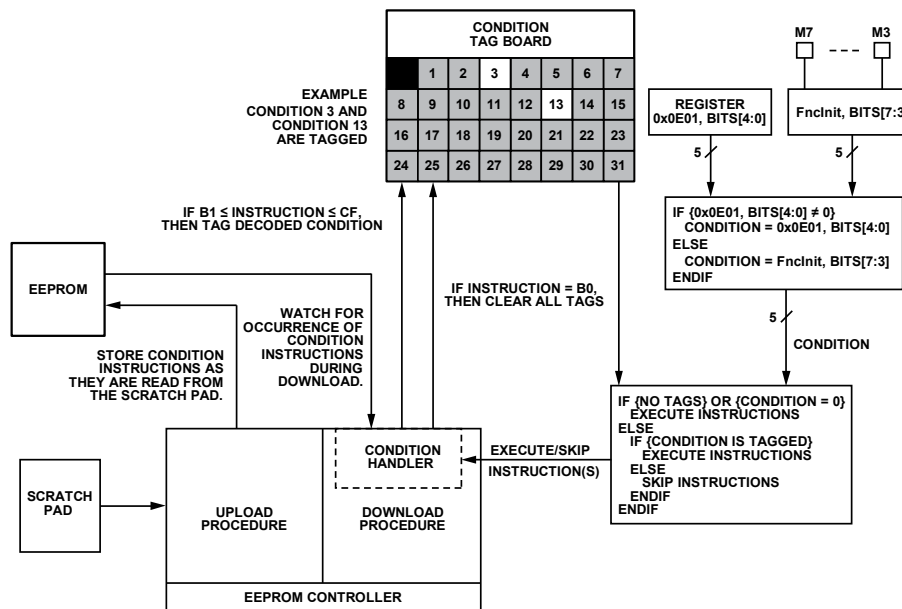 CONDITION
TAG BOARD
1 2 3 4 5 6 7
8 9 10 11 12 13 14 15
16 17 18 19 20 21 22 23
24 25 26 27 28 29 30 31
EXAMPLE
CONDITION 3 AND
CONDITION 13
ARE TAGGED
M7
M3
REGISTER
0x0E01, BITS[4:0]
FncInit, BITS[7:3]
5
5
IF {0x0E01, BITS[4:0] ≠ 0}
CONDITION = 0x0E01, BITS[4:0]
ELSE
CONDITION = FncInit, BITS[7:3]
ENDIF
5
CONDITION
IF B1 ≤ INSTRUCTION ≤ CF,
THEN TAG DECODED CONDITION
IF INSTRUCTION = B0,
THEN CLEAR ALL TAGS
EEPROM
WATCH FOR
OCCURRENCE OF
CONDITION
INSTRUCTIONS
DURING
DOWNLOAD.
STORE CONDITION
INSTRUCTIONS AS
THEY ARE READ FROM
THE SCRATCH PAD.
IF {NO TAGS} OR {CONDITION = 0}
EXECUTE INSTRUCTIONS
ELSE
IF {CONDITION IS TAGGED}
EXECUTE INSTRUCTIONS
ELSE
SKIP INSTRUCTIONS
ENDIF
ENDIF
EXECUTE/SKIP
INSTRUCTION(S)
CONDITION
HANDLER
SCRATCH
PAD
UPLOAD
PROCEDURE
DOWNLOAD
PROCEDURE
EEPROM CONTROLLER